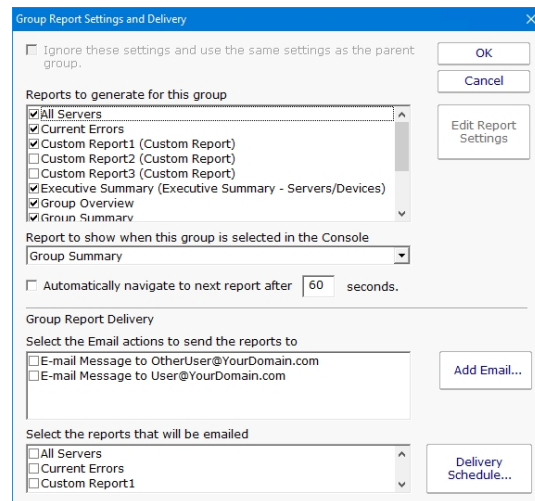 Group Report Settings and Delivery
Ignore these settings and use the same settings as the parent
group.
OK
Cancel
Reports to generate for this group
All Servers
Current Errors
Custom Report1 (Custom Report)
Custom Report2 (Custom Report)
Custom Report3 (Custom Report)
Executive Summary (Executive Summary - Servers/Devices)
Group Overview
Group Summary
Edit Report
Settings
Report to show when this group is selected in the Console
Group Summary
Automatically navigate to next report after 60 seconds.
Group Report Delivery
Select the Email actions to send the reports to
E-mail Message to OtherUser@YourDomain.com
E-mail Message to User@YourDomain.com
Add Email...
Select the reports that will be emailed
All Servers
Current Errors
Custom Report1
Delivery
Schedule...